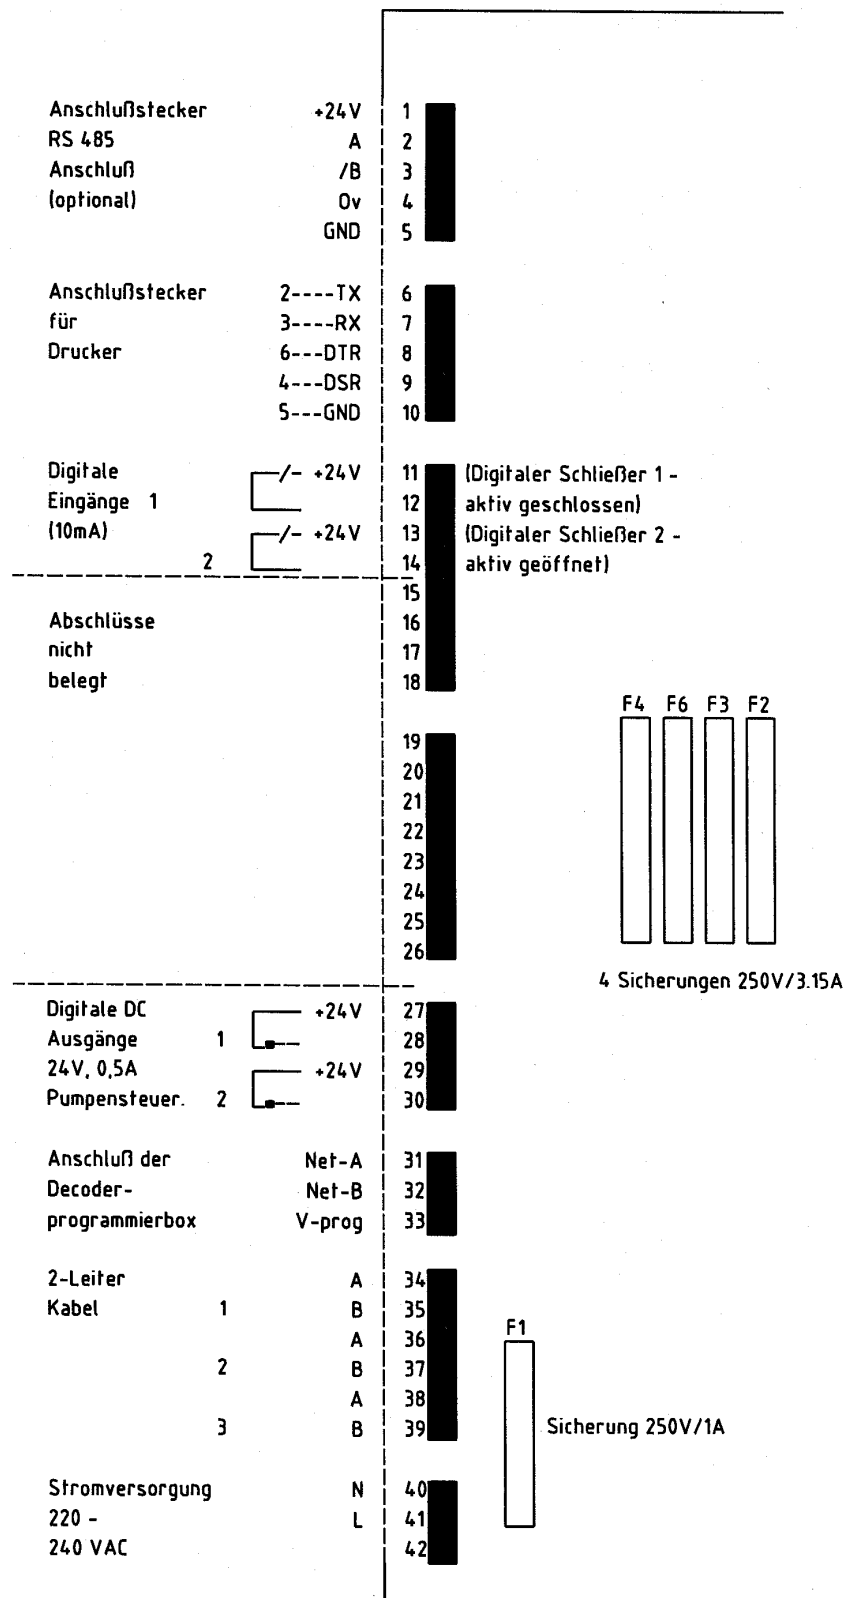 Anschlußstecker +24V 1
RS 485 A 2
Anschluß /B 3
(optional) 0v 4
GND 5
Anschlußstecker 2----TX 6
für 3----RX 7
Drucker 6---DTR 8
4---DSR 9
5---GND 10
Digitale +24V 11 (Digitaler Schließer 1 -
Eingänge 1 12 aktiv geschlossen)
(10mA) +24V 13 (Digitaler Schließer 2 -
2 14 aktiv geöffnet)
15
Abschlüsse 16
nicht 17
belegt 18
F4 F6 F3 F2
19
20
21
22
23
24
25
26
4 Sicherungen 250V/3.15A
Digitale DC +24V 27
Ausgänge 1 28
24V, 0,5A +24V 29
Pumpensteuer. 2 30
Anschluß der Net-A 31
Decoder- Net-B 32
programmierbox V-prog 33
2-Leiter A 34
Kabel 1 B 35
F1
A 36
2 B 37
A 38
3 B 39 Sicherung 250V/1A
Stromversorgung N 40
220 - L 41
240 VAC 42